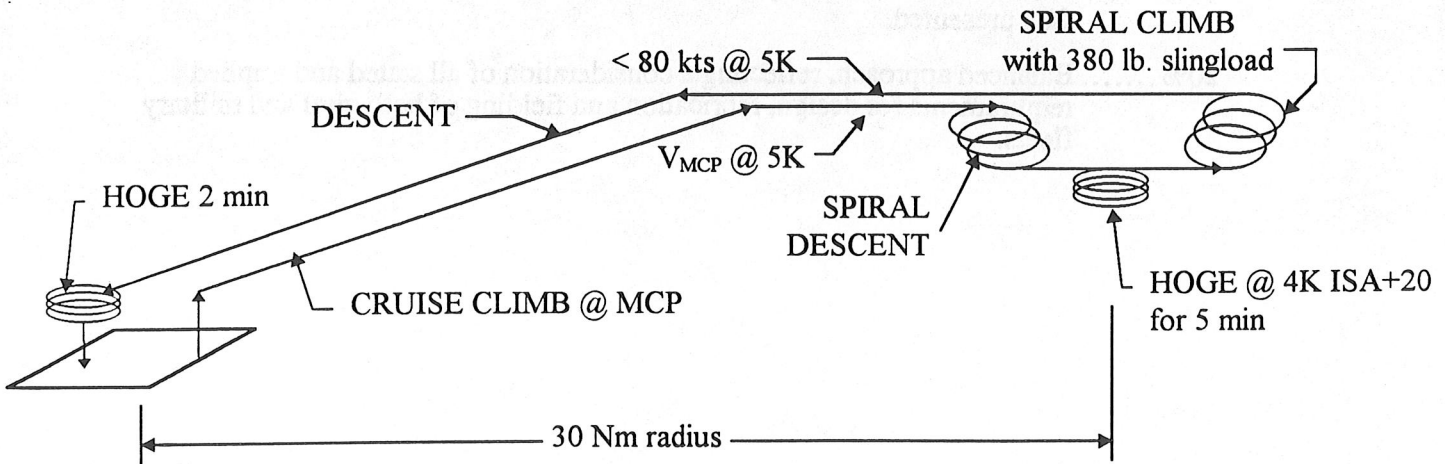 SPIRAL CLIMB
with 380 lb. slingload
< 80 kts @ 5K
DESCENT
V_MCP @ 5K
HOGE 2 min
SPIRAL
DESCENT
CRUISE CLIMB @ MCP
HOGE @ 4K ISA+20
for 5 min
30 Nm radius